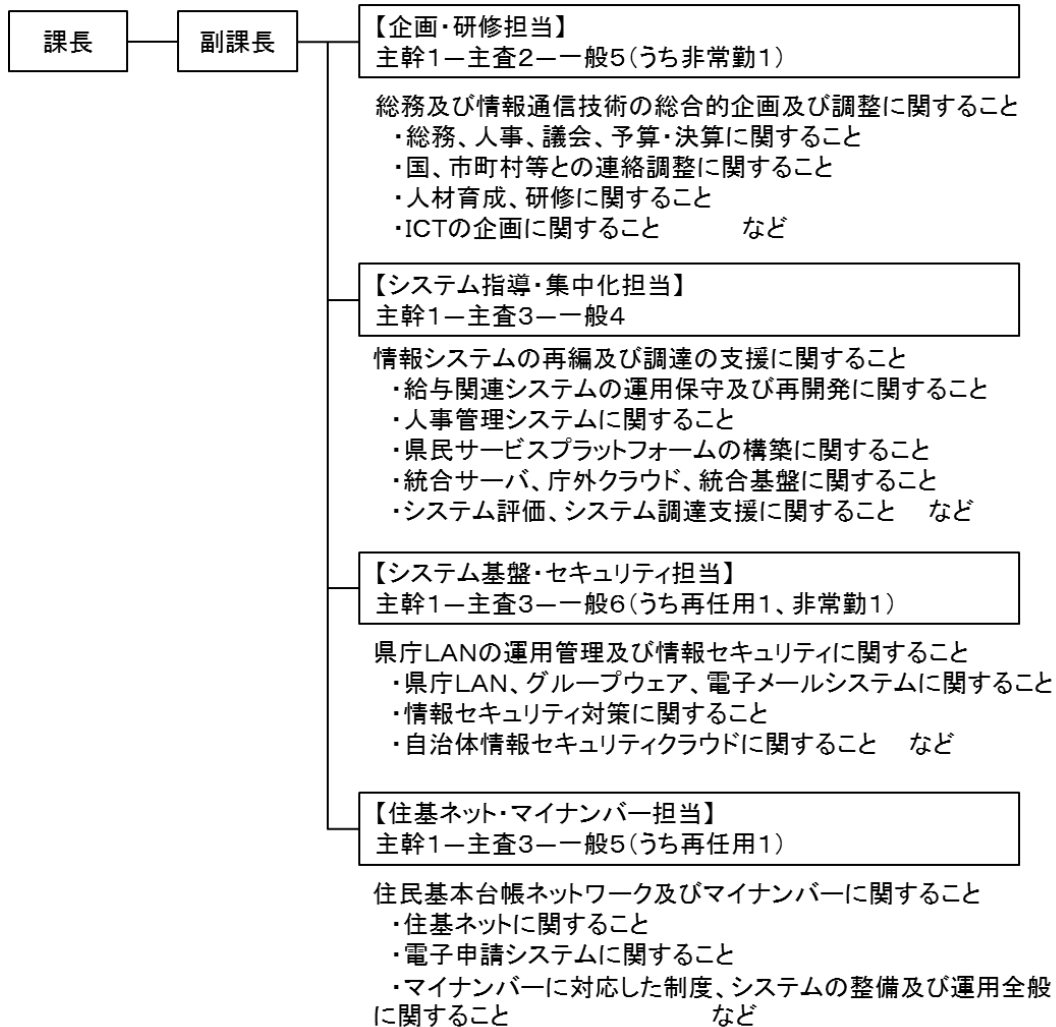 課長
副課長
【企画・研修担当】
主幹1－主査2－一般5(うち非常勤1)
総務及び情報通信技術の総合的企画及び調整に関すること
・総務、人事、議会、予算・決算に関すること
・国、市町村等との連絡調整に関すること
・人材育成、研修に関すること
・ICTの企画に関すること　　　など
【システム指導・集中化担当】
主幹1－主査3－一般4
情報システムの再編及び調達の支援に関すること
・給与関連システムの運用保守及び再開発に関すること
・人事管理システムに関すること
・県民サービスプラットフォームの構築に関すること
・統合サーバ、庁外クラウド、統合基盤に関すること
・システム評価、システム調達支援に関すること　など
【システム基盤・セキュリティ担当】
主幹1－主査3－一般6(うち再任用1、非常勤1)
県庁LANの運用管理及び情報セキュリティに関すること
・県庁LAN、グループウェア、電子メールシステムに関すること
・情報セキュリティ対策に関すること
・自治体情報セキュリティクラウドに関すること　など
【住基ネット・マイナンバー担当】
主幹1－主査3－一般5(うち再任用1)
住民基本台帳ネットワーク及びマイナンバーに関すること
・住基ネットに関すること
・電子申請システムに関すること
・マイナンバーに対応した制度、システムの整備及び運用全般
に関すること　　　　　　　など